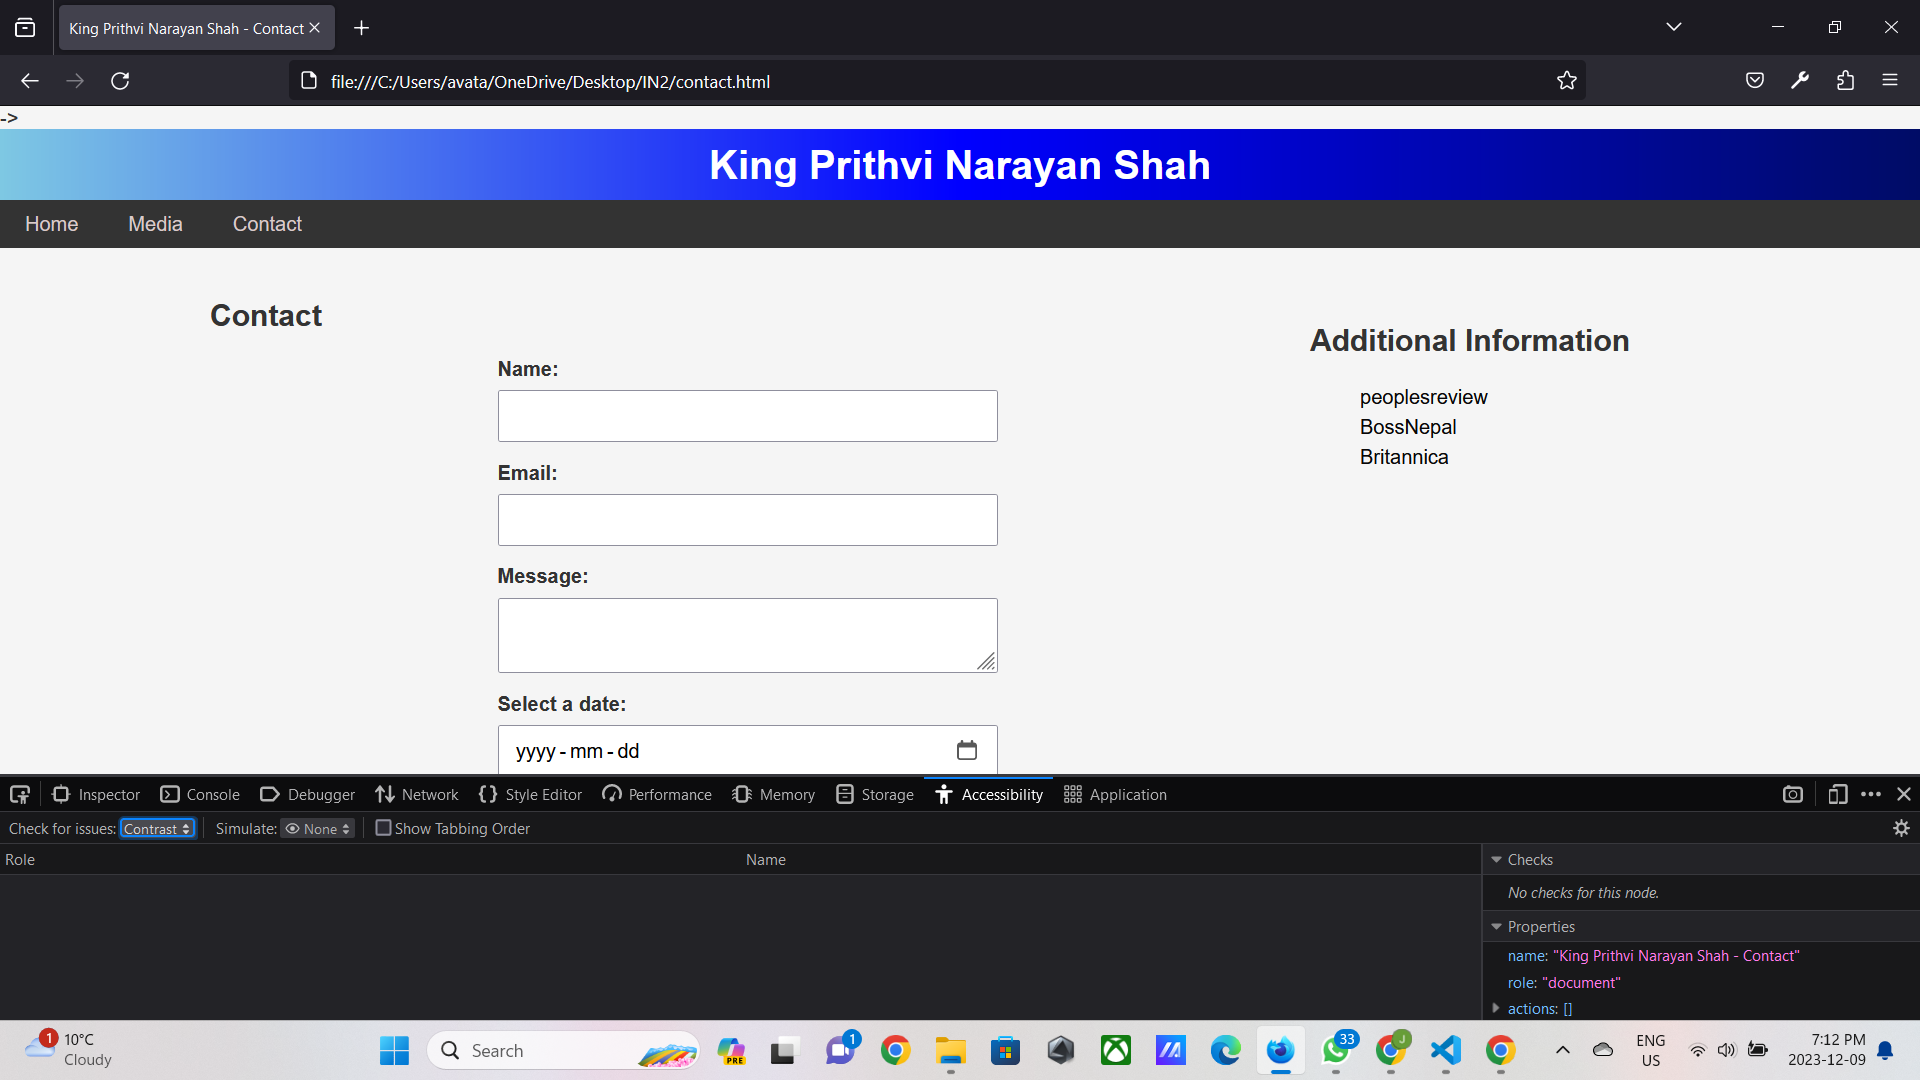 King Prithvi Narayan Shah - Contact
file:///C:/Users/avata/OneDrive/Desktop/IN2/contact.html
->
King Prithvi Narayan Shah
Home Media Contact
Contact
Additional Information
Name:
peoplesreview
BossNepal
Email:
Britannica
Message:
Select a date:
yyyy - mm - dd
Inspector Console Debugger Network Style Editor Performance Memory Storage Accessibility Application
Check for issues: Contrast Simulate: None Show Tabbing Order
Role Name Checks
No checks for this node.
Properties
name: "King Prithvi Narayan Shah - Contact"
role: "document"
actions: []
1 10°C
Cloudy
Search
PRE
1
J
33
ENG
US
7:12 PM
2023-12-09